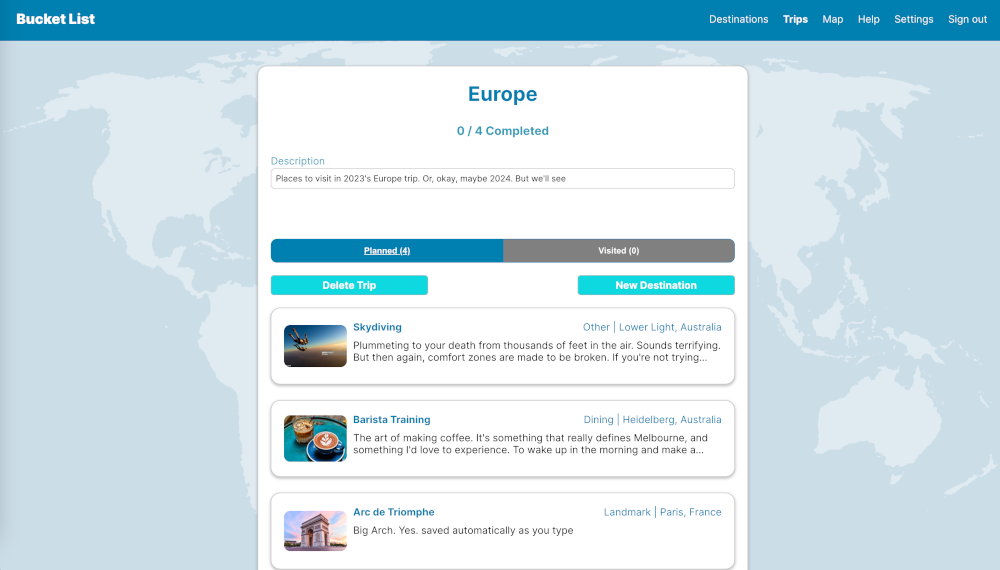 Bucket List
Destinations Trips Map Help Settings Sign out
Europe
0 / 4 Completed
Description
Places to visit in 2023's Europe trip. Or, okay, maybe 2024. But we'll see
Planned (4) Visited (0)
Delete Trip New Destination
Skydiving Other | Lower Light, Australia
Plummeting to your death from thousands of feet in the air. Sounds terrifying.
But then again, comfort zones are made to be broken. If you're not trying...
Barista Training Dining | Heidelberg, Australia
The art of making coffee. It's something that really defines Melbourne, and
something I'd love to experience. To wake up in the morning and make a...
Arc de Triomphe Landmark | Paris, France
Big Arch. Yes. saved automatically as you type